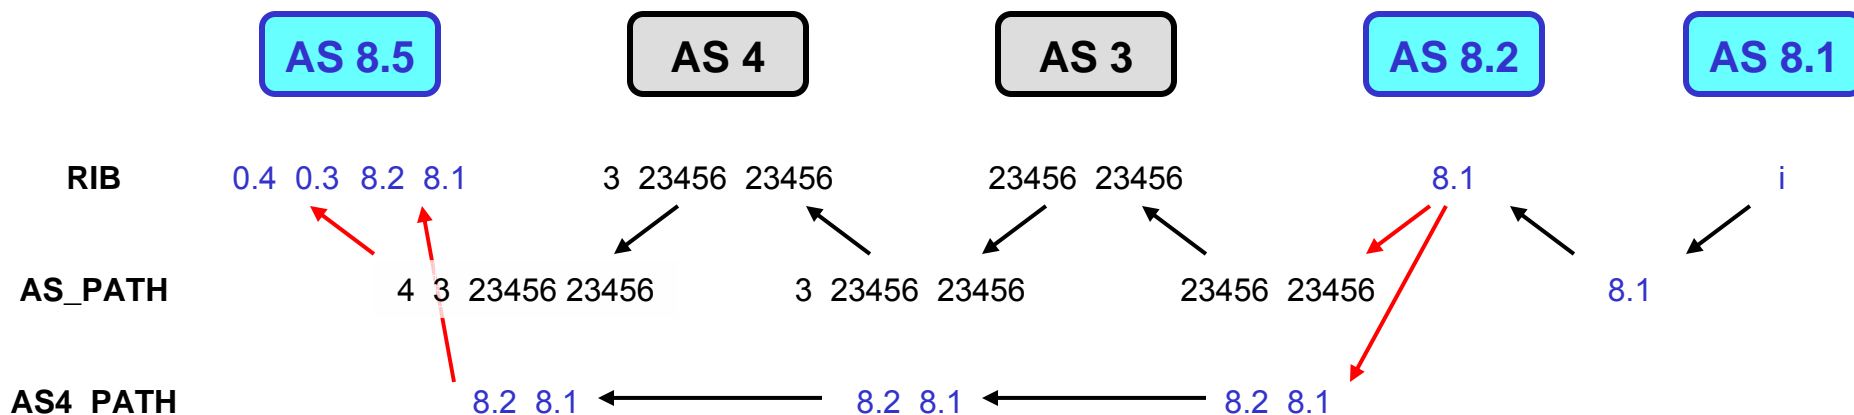 AS 8.5 AS 4 AS 3 AS 8.2 AS 8.1
RIB 0.4 0.3 8.2 8.1 3 23456 23456 23456 23456 8.1 i
AS_PATH 4 3 23456 23456 3 23456 23456 23456 23456 8.1
AS4_PATH 8.2 8.1 8.2 8.1 8.2 8.1